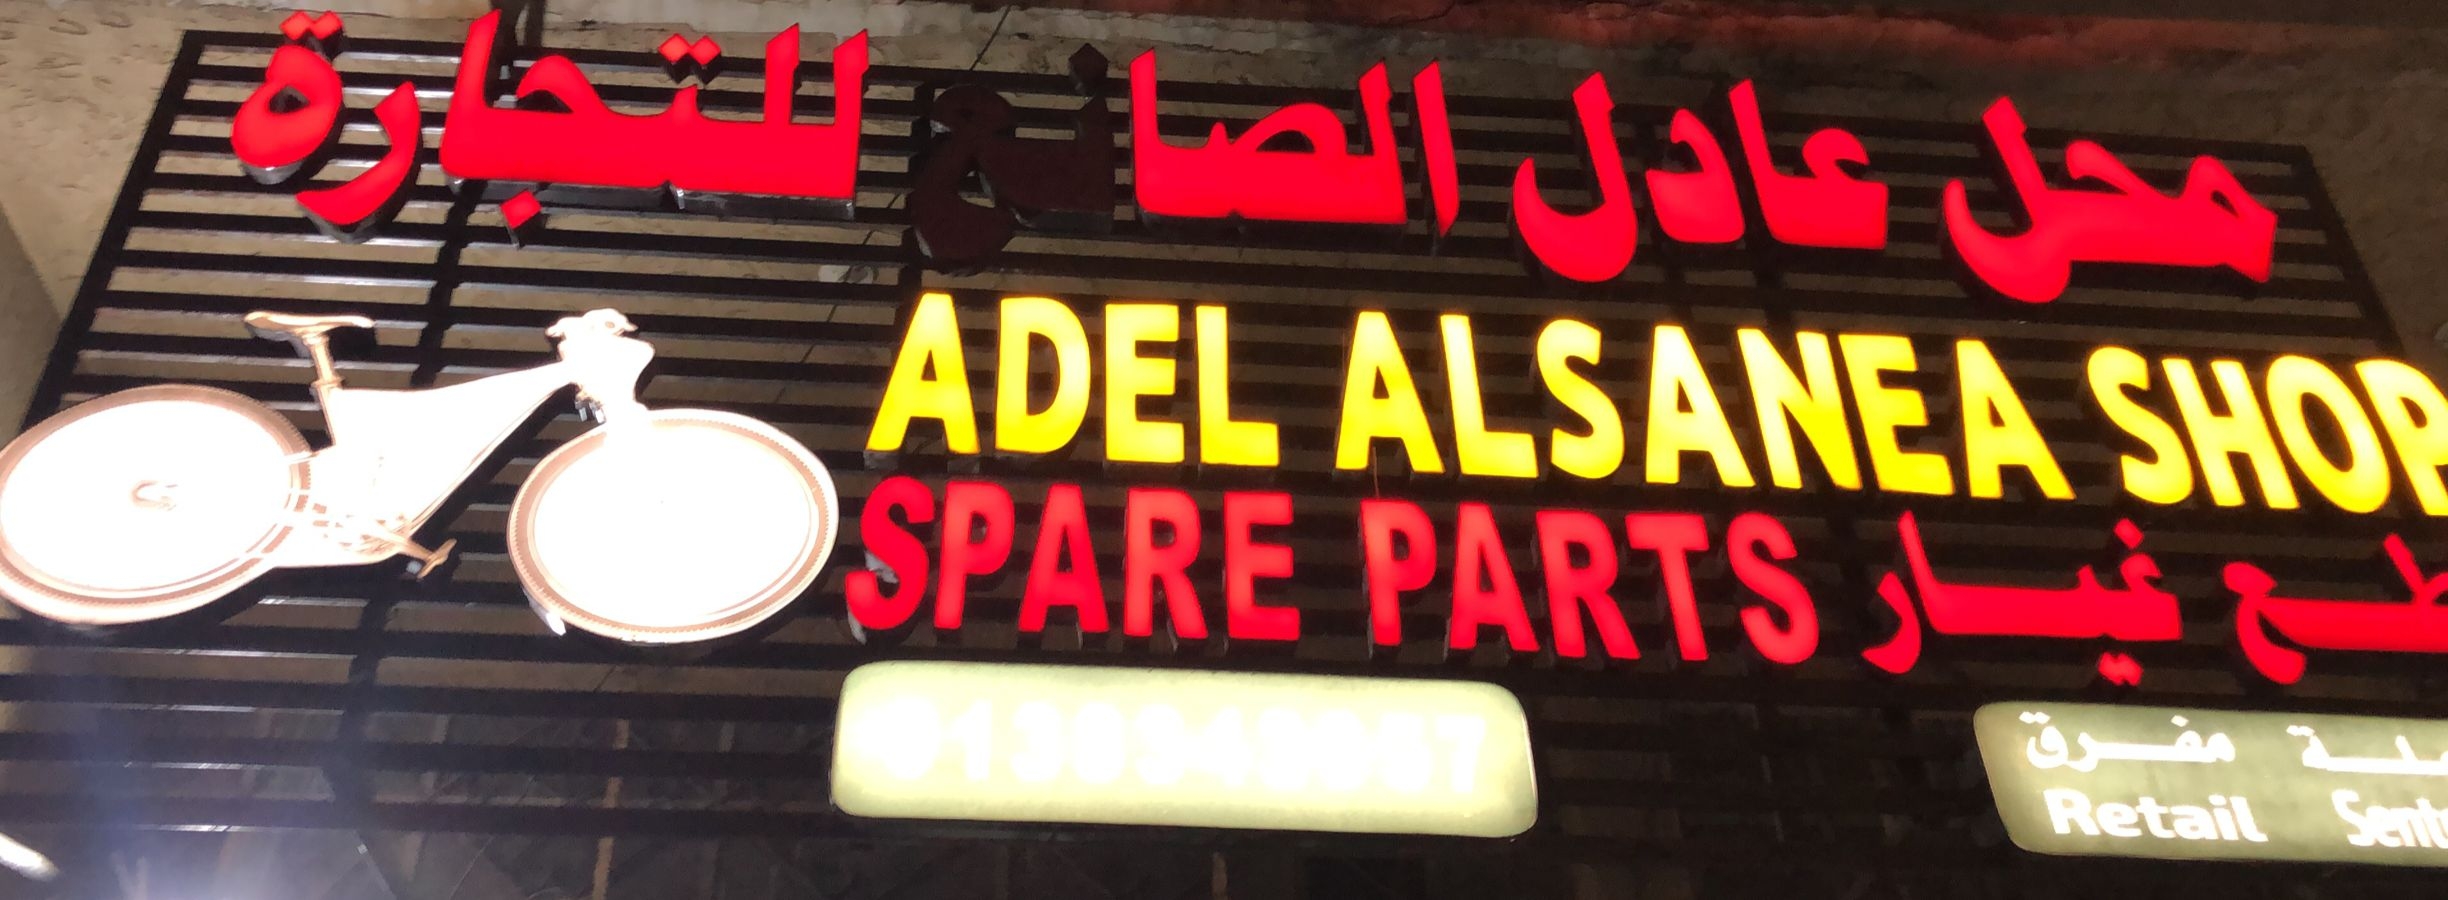 محل عادل الصانع للتجارة
ADEL ALSANEA SHOP
SPARE PARTS غيار
مفرق
Retail